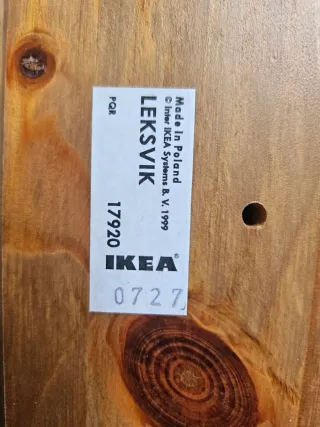 Made in Poland
© Inter IKEA Systems B. V. 1999
LEKSVIK
PQR
17920
IKEA®
0727